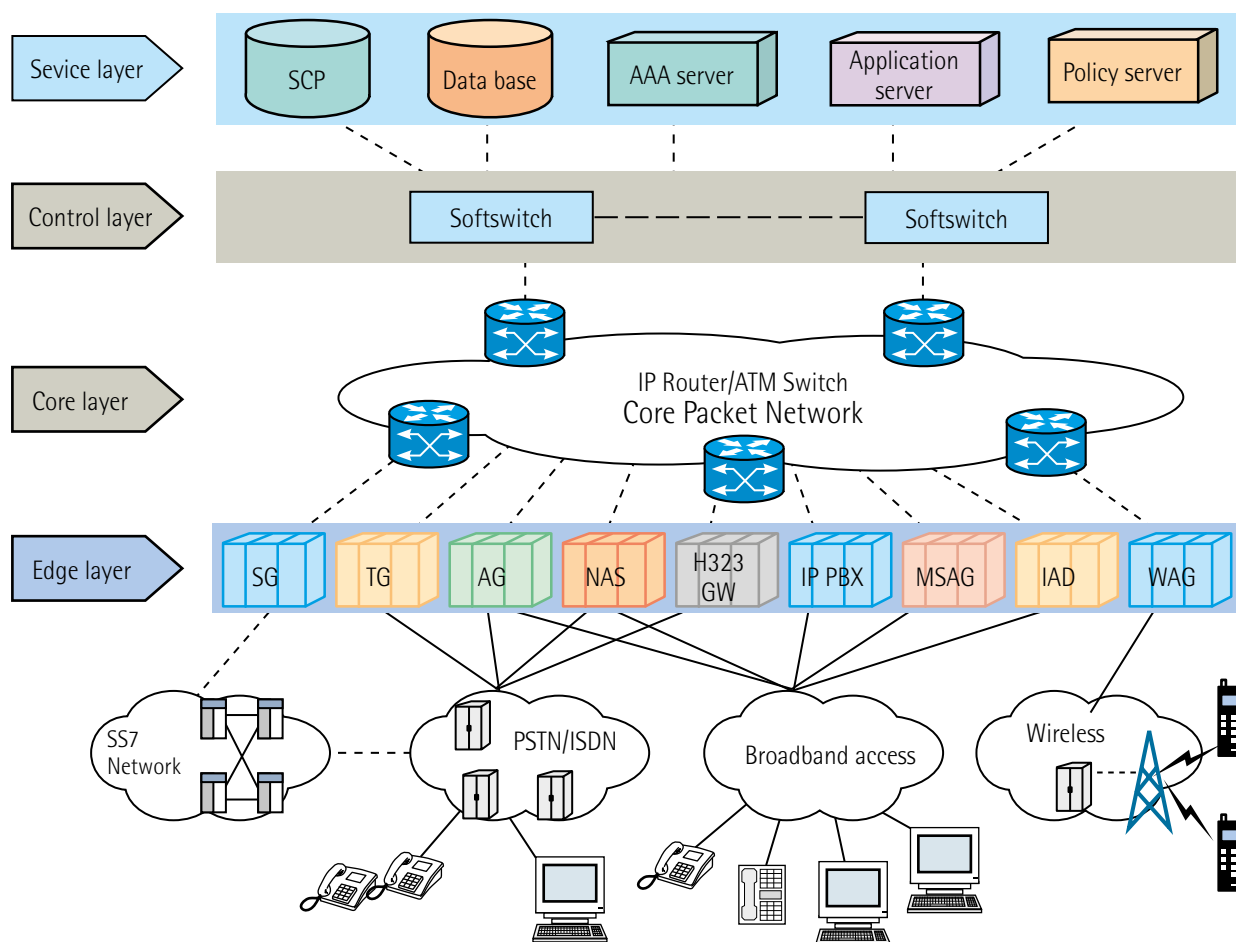 Sevice layer
SCP
Data base
AAA server
Application
server
Policy server
Control layer
Softswitch
Softswitch
Core layer
IP Router/ATM Switch
Core Packet Network
Edge layer
SG
TG
AG
NAS
H323
GW
IP PBX
MSAG
IAD
WAG
SS7
Network
PSTN/ISDN
Broadband access
Wireless